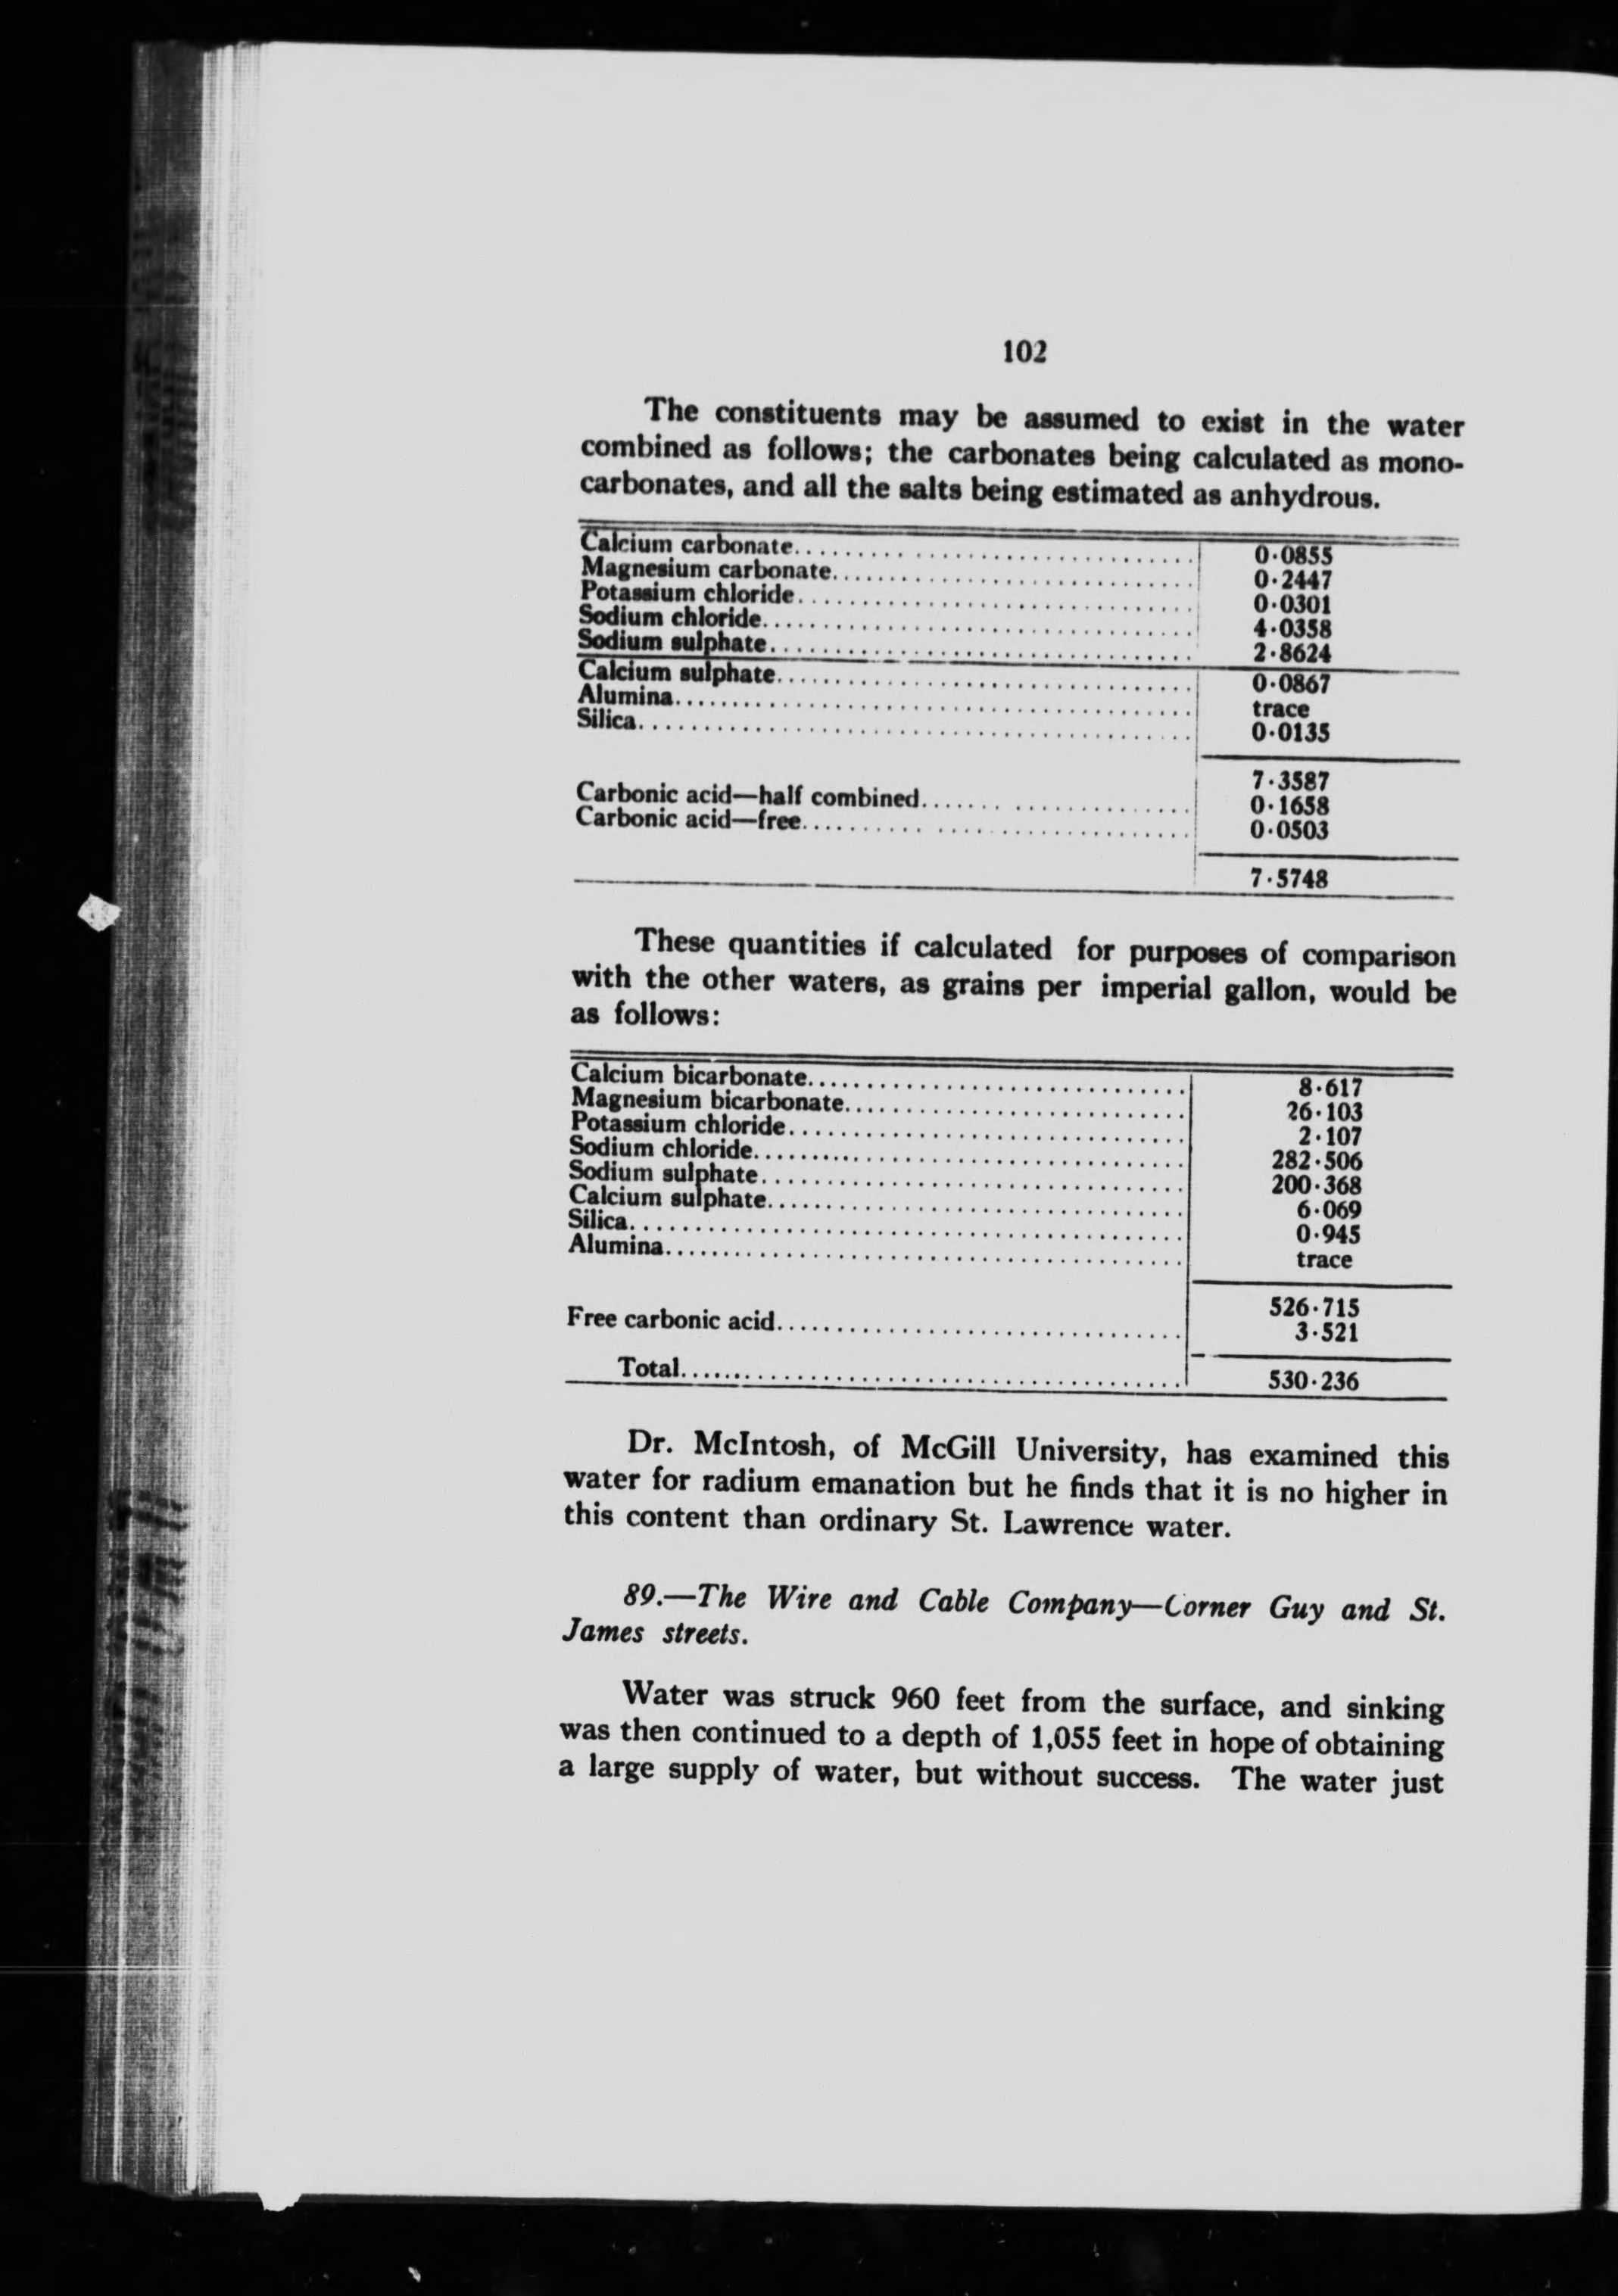 102
The constituents may be assumed to exist in the water
combined as follows; the carbonates being calculated as mono-
carbonates, and all the salts being estimated as anhydrous.
Calcium carbonate 0·0855
Magnesium carbonate 0·2447
Potassium chloride 0·0301
Sodium chloride 4·0358
Sodium sulphate 2·8624
Calcium sulphate 0·0867
Alumina trace
Silica 0·0135
7·3587
Carbonic acid—half combined 0·1658
Carbonic acid—free 0·0503
7·5748
These quantities if calculated for purposes of comparison
with the other waters, as grains per imperial gallon, would be
as follows:
Calcium bicarbonate 8·617
Magnesium bicarbonate 26·103
Potassium chloride 2·107
Sodium chloride 282·506
Sodium sulphate 200·368
Calcium sulphate 6·069
Silica 0·945
Alumina trace
526·715
Free carbonic acid 3·521
Total 530·236
Dr. McIntosh, of McGill University, has examined this
water for radium emanation but he finds that it is no higher in
this content than ordinary St. Lawrence water.
89.—The Wire and Cable Company—Corner Guy and St.
James streets.
Water was struck 960 feet from the surface, and sinking
was then continued to a depth of 1,055 feet in hope of obtaining
a large supply of water, but without success. The water just